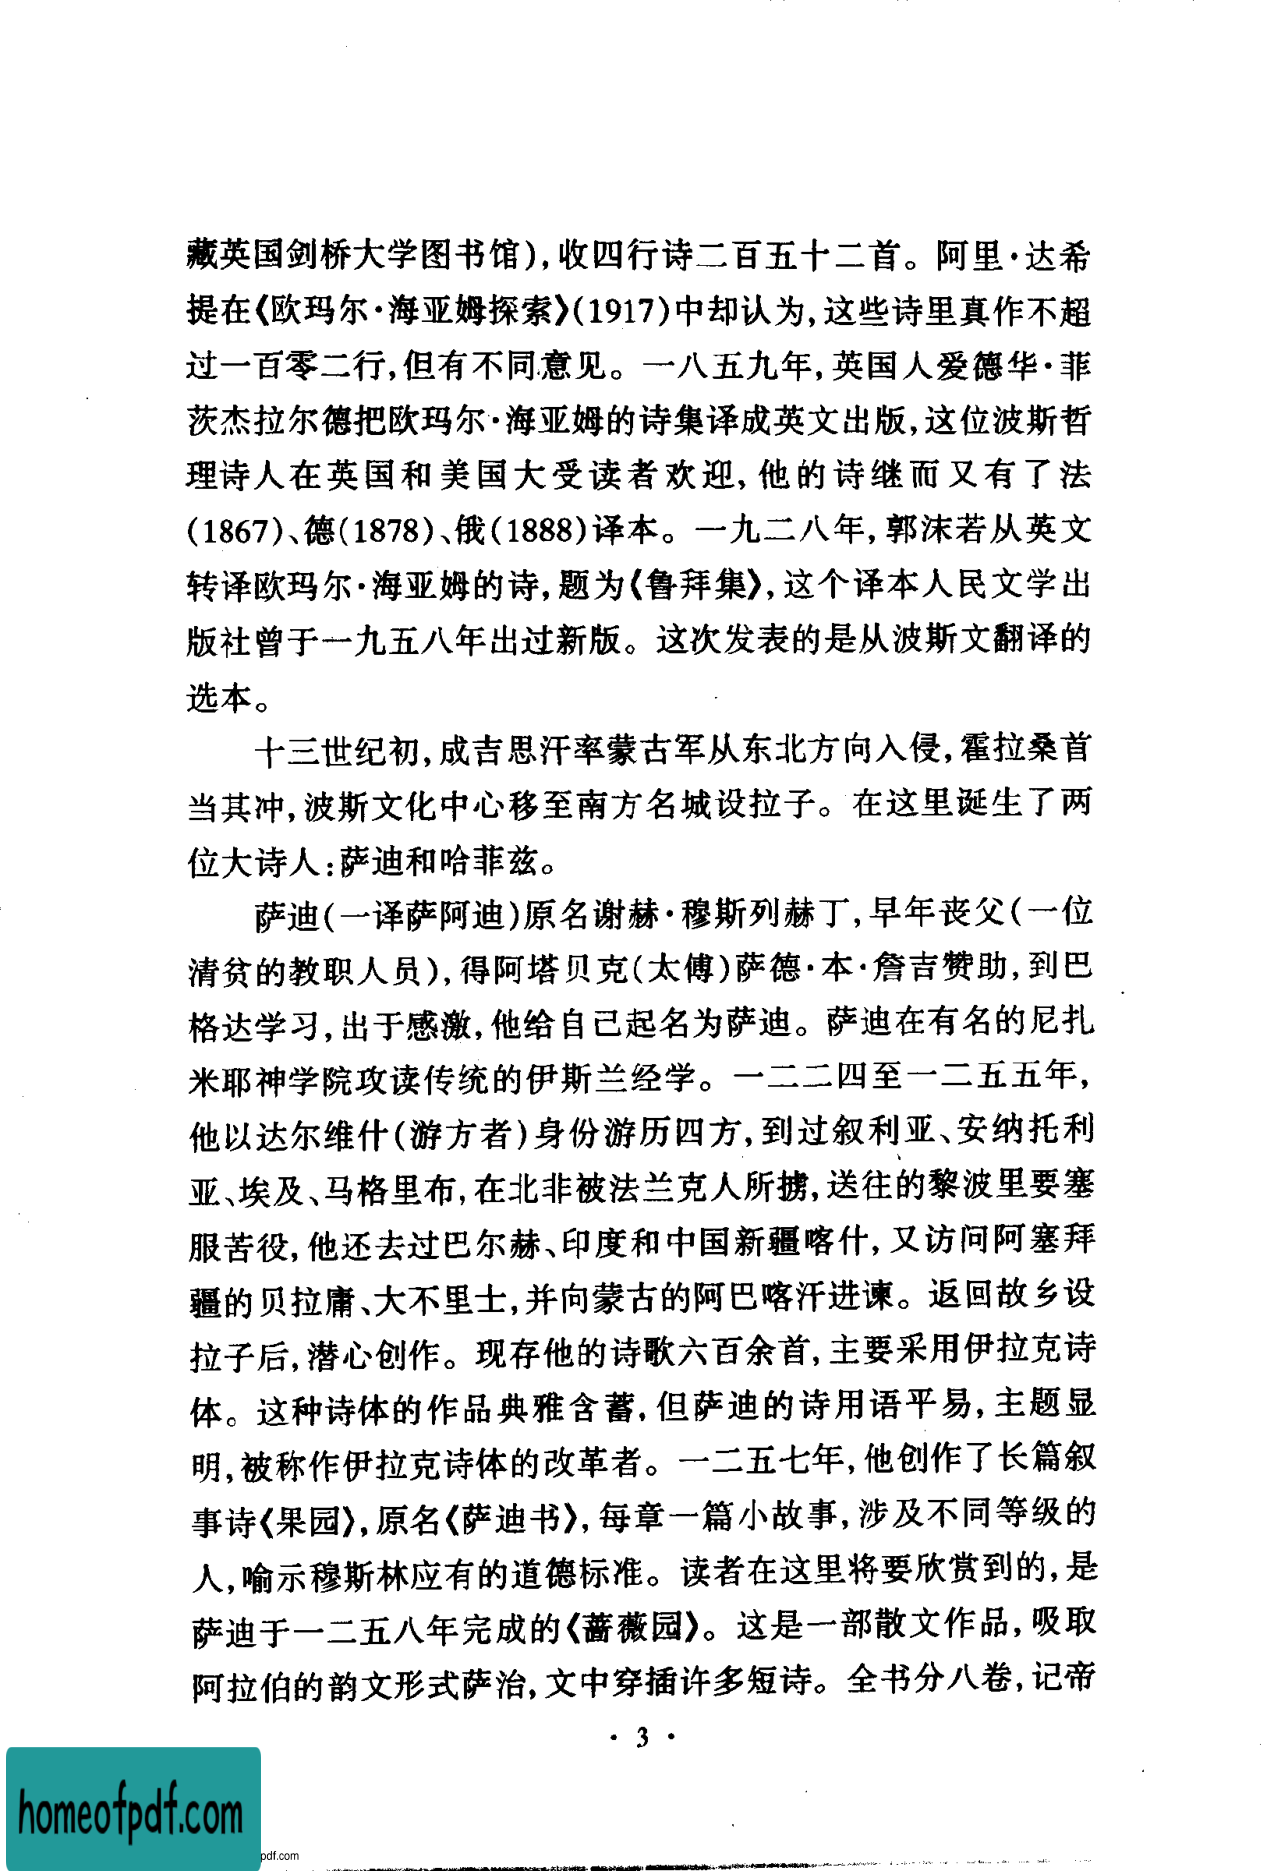 藏英国剑桥大学图书馆),收四行诗二百五十二首。阿里·达希
提在《欧玛尔·海亚姆探索》(1917)中却认为,这些诗里真作不超
过一百零二行,但有不同意见。一八五九年,英国人爱德华·菲
茨杰拉尔德把欧玛尔·海亚姆的诗集译成英文出版,这位波斯哲
理诗人在英国和美国大受读者欢迎,他的诗继而又有了法
(1867)、德(1878)、俄(1888)译本。一九二八年,郭沫若从英文
转译欧玛尔·海亚姆的诗,题为《鲁拜集》,这个译本人民文学出
版社曾于一九五八年出过新版。这次发表的是从波斯文翻译的
选本。
十三世纪初,成吉思汗率蒙古军从东北方向入侵,霍拉桑首
当其冲,波斯文化中心移至南方名城设拉子。在这里诞生了两
位大诗人:萨迪和哈菲兹。
萨迪(一译萨阿迪)原名谢赫·穆斯列赫丁,早年丧父(一位
清贫的教职人员),得阿塔贝克(太傅)萨德·本·詹吉赞助,到巴
格达学习,出于感激,他给自己起名为萨迪。萨迪在有名的尼扎
米耶神学院攻读传统的伊斯兰经学。一二二四至一二五五年,
他以达尔维什(游方者)身份游历四方,到过叙利亚、安纳托利
亚、埃及、马格里布,在北非被法兰克人所掳,送往的黎波里要塞
服苦役,他还去过巴尔赫、印度和中国新疆喀什,又访问阿塞拜
疆的贝拉庸、大不里士,并向蒙古的阿巴喀汗进谏。返回故乡设
拉子后,潜心创作。现存他的诗歌六百余首,主要采用伊拉克诗
体。这种诗体的作品典雅含蓄,但萨迪的诗用语平易,主题显
明,被称作伊拉克诗体的改革者。一二五七年,他创作了长篇叙
事诗《果园》,原名《萨迪书》,每章一篇小故事,涉及不同等级的
人,喻示穆斯林应有的道德标准。读者在这里将要欣赏到的,是
萨迪于一二五八年完成的《蔷薇园》。这是一部散文作品,吸取
阿拉伯的韵文形式萨治,文中穿插许多短诗。全书分八卷,记帝
· 3 ·
homeofpdf.com
pdf.com